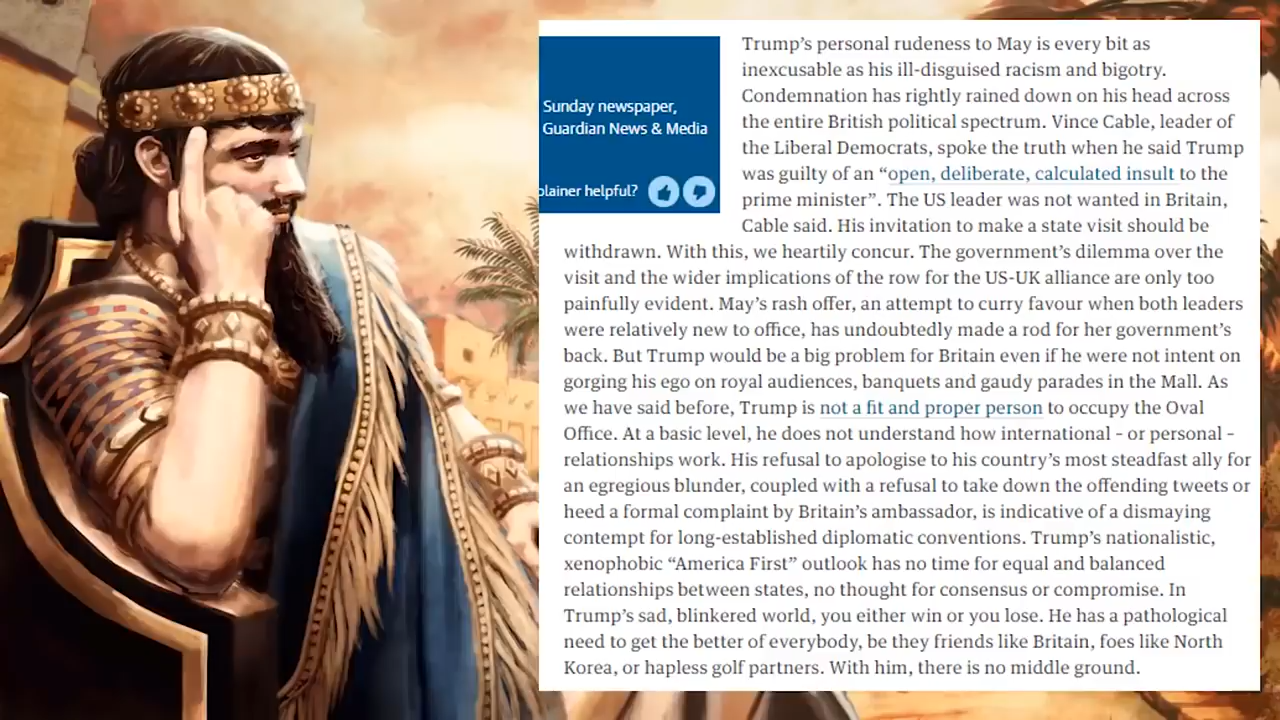 Sunday newspaper,
Guardian News & Media
plainer helpful?
Trump’s personal rudeness to May is every bit as
inexcusable as his ill-disguised racism and bigotry.
Condemnation has rightly rained down on his head across
the entire British political spectrum. Vince Cable, leader of
the Liberal Democrats, spoke the truth when he said Trump
was guilty of an “open, deliberate, calculated insult to the
prime minister”. The US leader was not wanted in Britain,
Cable said. His invitation to make a state visit should be
withdrawn. With this, we heartily concur. The government’s dilemma over the
visit and the wider implications of the row for the US-UK alliance are only too
painfully evident. May’s rash offer, an attempt to curry favour when both leaders
were relatively new to office, has undoubtedly made a rod for her government’s
back. But Trump would be a big problem for Britain even if he were not intent on
gorging his ego on royal audiences, banquets and gaudy parades in the Mall. As
we have said before, Trump is not a fit and proper person to occupy the Oval
Office. At a basic level, he does not understand how international – or personal –
relationships work. His refusal to apologise to his country’s most steadfast ally for
an egregious blunder, coupled with a refusal to take down the offending tweets or
heed a formal complaint by Britain’s ambassador, is indicative of a dismaying
contempt for long-established diplomatic conventions. Trump’s nationalistic,
xenophobic “America First” outlook has no time for equal and balanced
relationships between states, no thought for consensus or compromise. In
Trump’s sad, blinkered world, you either win or you lose. He has a pathological
need to get the better of everybody, be they friends like Britain, foes like North
Korea, or hapless golf partners. With him, there is no middle ground.